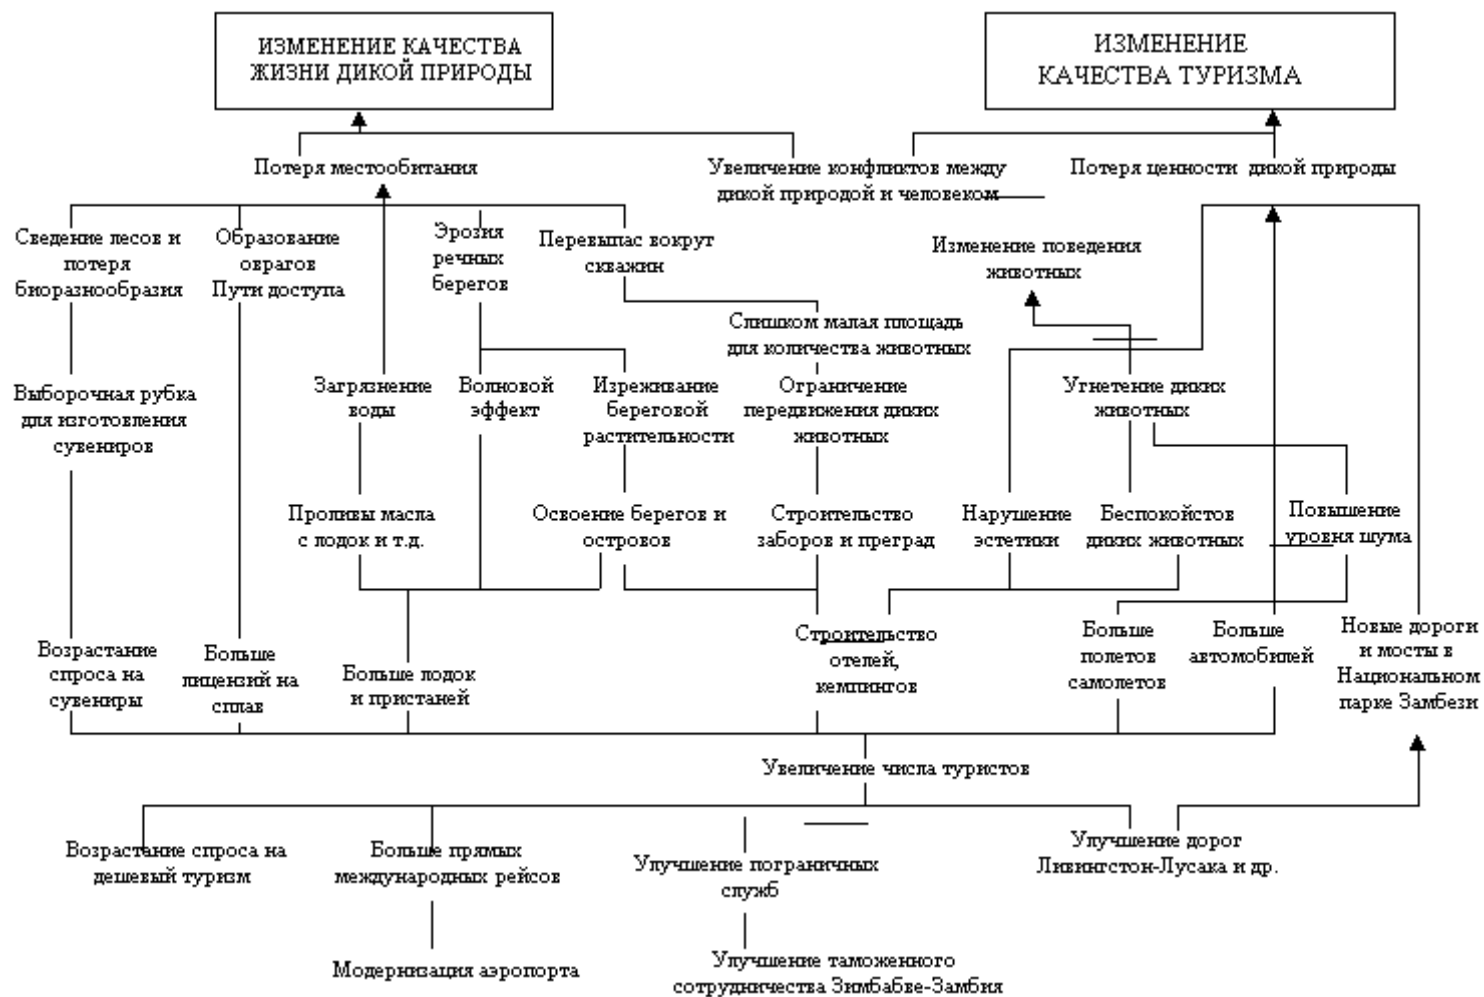 ИЗМЕНЕНИЕ КАЧЕСТВА
ЖИЗНИ ДИКОЙ ПРИРОДЫ
ИЗМЕНЕНИЕ
КАЧЕСТВА ТУРИЗМА
Потеря местообитания
Увеличение конфликтов между
дикой природой и человеком
Потеря ценности дикой природы
Сведение лесов и
потеря
биоразнообразия
Образование
оврагов
Пути доступа
Эрозия
речных
берегов
Перевыпас вокруг
скважин
Изменение поведения
животных
Слишком малая площадь
для количества животных
Выборочная рубка
для изготовления
сувениров
Загрязнение
воды
Волновой
эффект
Изреживание
береговой
растительности
Ограничение
передвижения диких
животных
Угнетение диких
животных
Проливы масла
с лодок и т.д.
Освоение берегов и
островов
Строительство
заборов и преград
Нарушение
эстетики
Беспокойстов
диких животных
Повышение
уровня шума
Возрастание
спроса на
сувениры
Больше
лицензий на
сплав
Больше лодок
и пристаней
Строительство
отелей,
кемпингов
Больше
полетов
самолетов
Больше
автомобилей
Новые дороги
и мосты в
Национальном
парке Замбези
Увеличение числа туристов
Возрастание спроса на
дешевый туризм
Больше прямых
международных рейсов
Улучшение пограничных
служб
Улучшение дорог
Ливингстон-Лусака и др.
Модернизация аэропорта
Улучшение таможенного
сотрудничества Зимбабве-Замбия